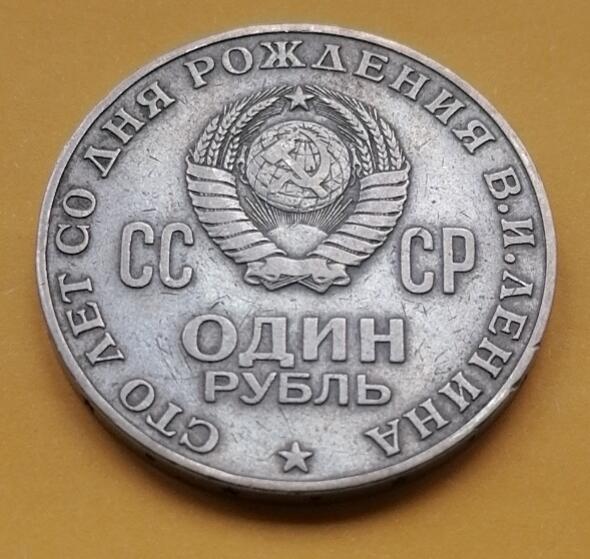 СТО ЛЕТ СО ДНЯ РОЖДЕНИЯ В.И.ЛЕНИНА
СС СР
ОДИН
РУБЛЬ